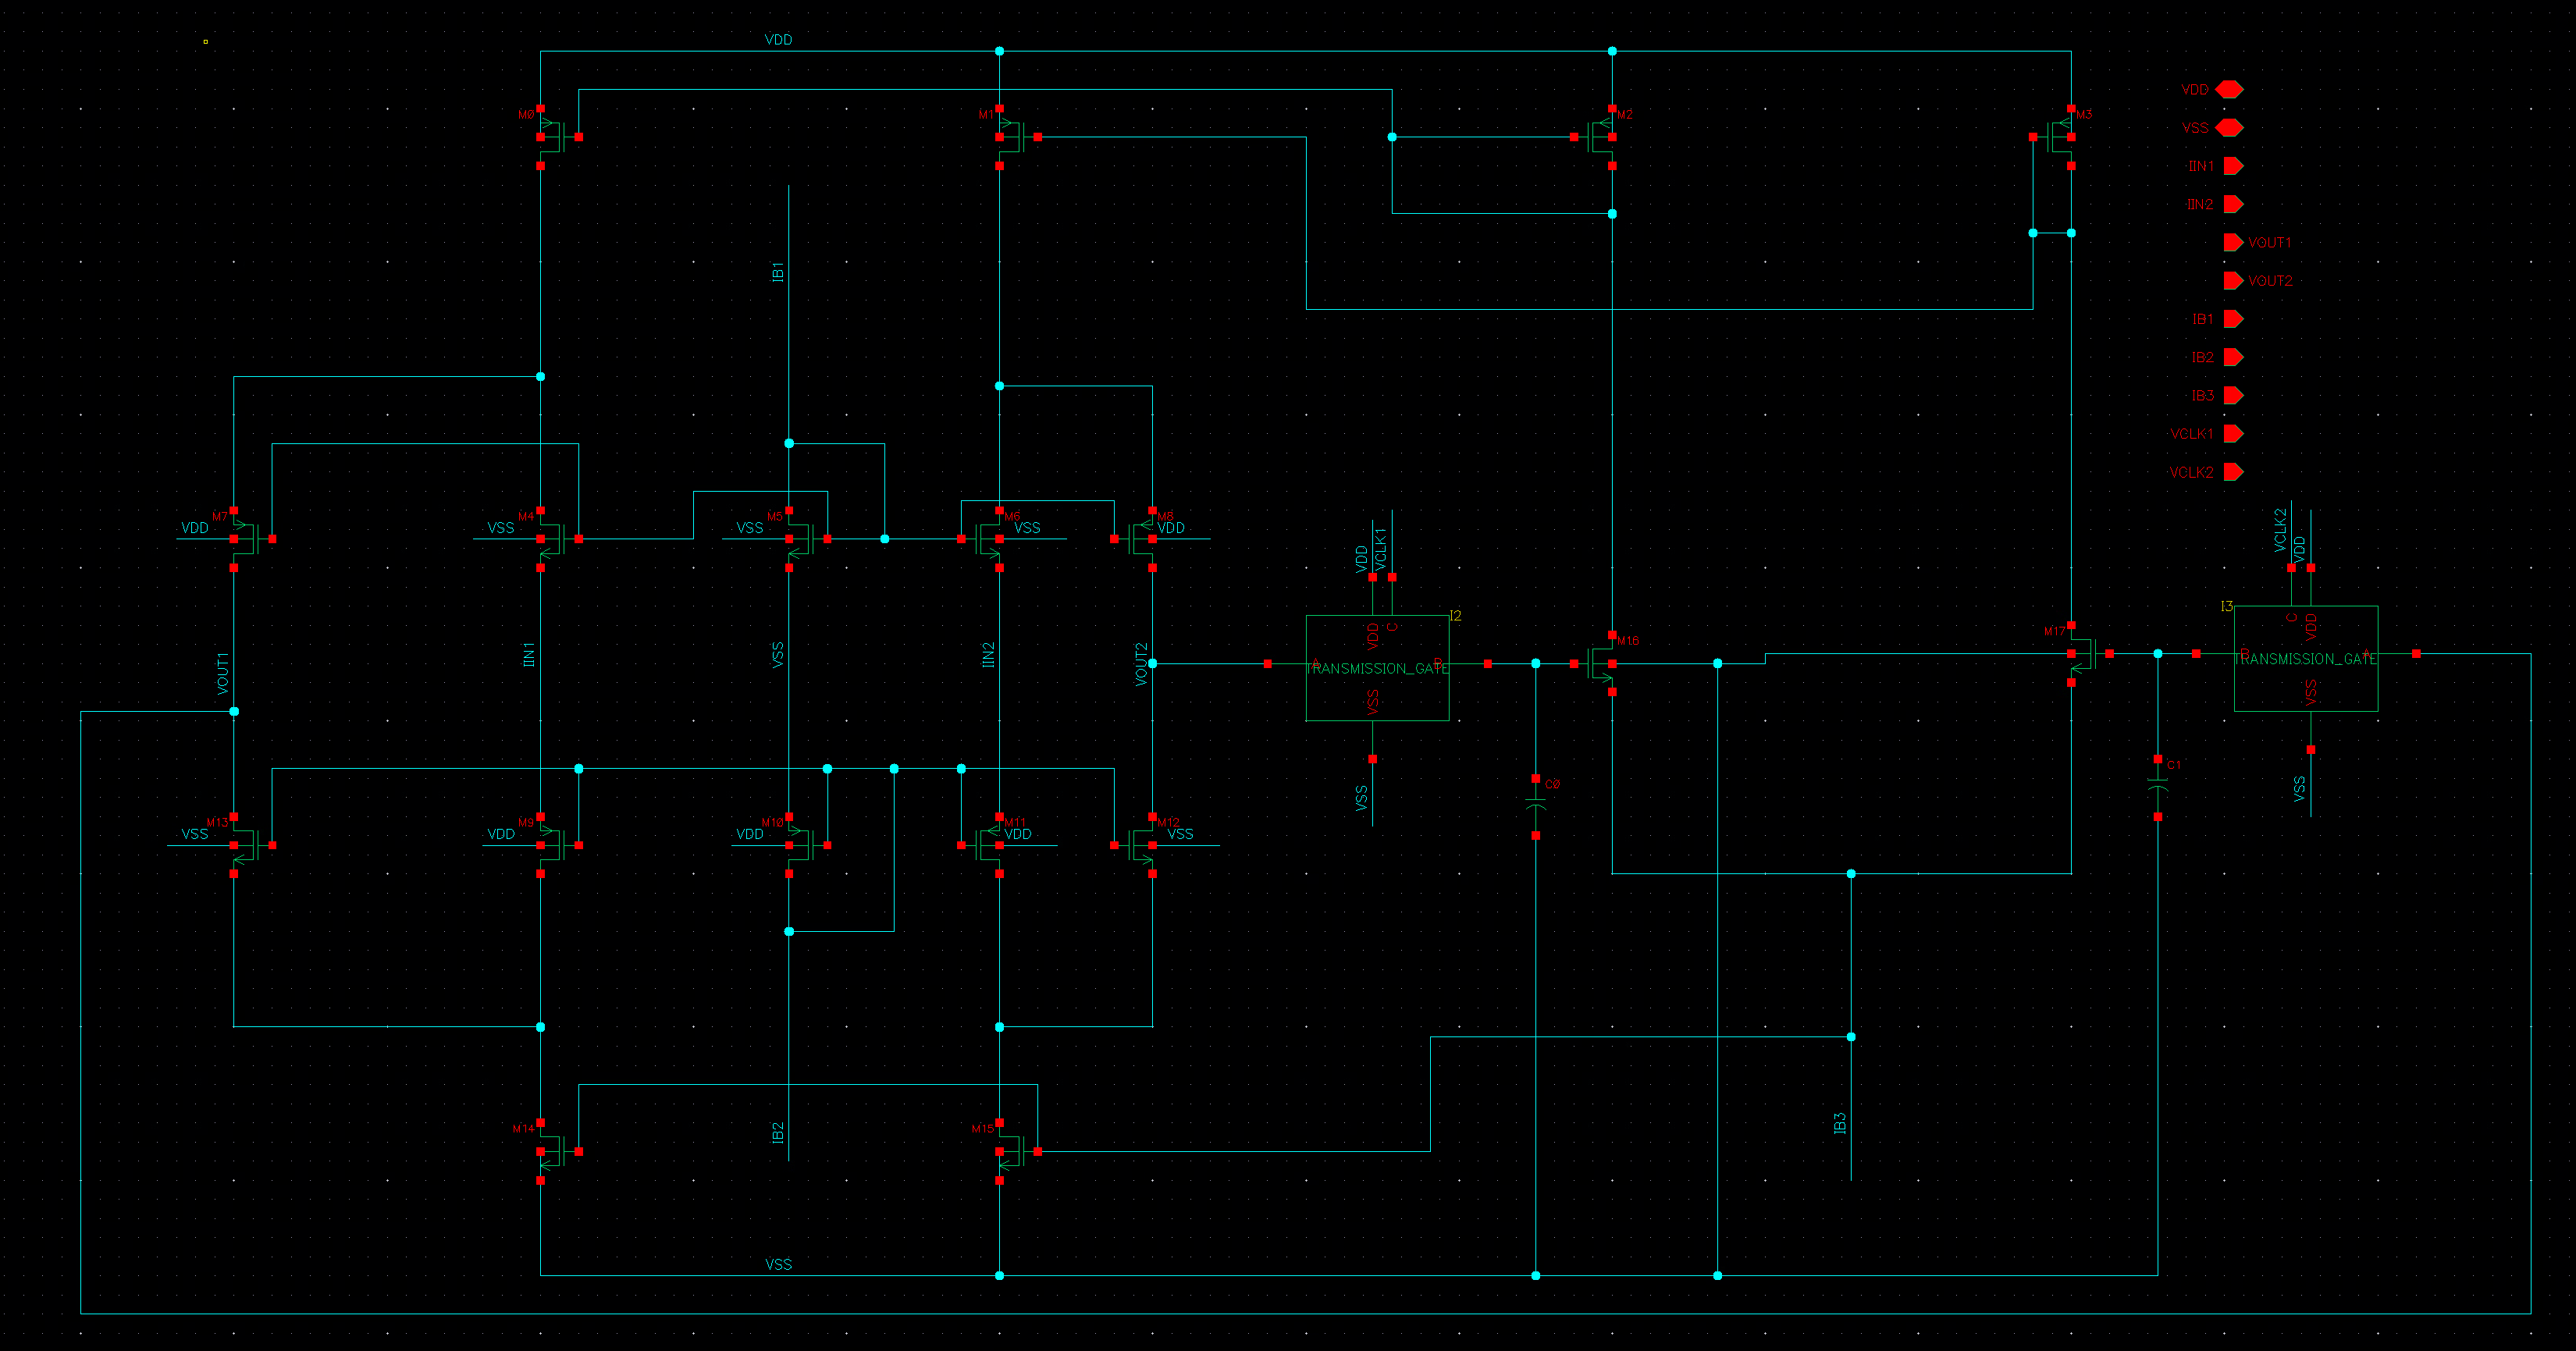 VDD
M0
M1
M2
M3
VDD
VSS
IIN1
IIN2
VOUT1
VOUT2
IB1
IB2
IB3
VCLK1
VCLK2
IB1
M7
VDD
M4
VSS
M5
VSS
M6
VSS
M8
VDD
VDD
VCLK1
VCLK2
VDD
VOUT1
IIN1
VSS
IIN2
VOUT2
I2
VDD
C
A
TRANSMISSION_GATE
B
VSS
VSS
M16
M17
I3
C
VDD
B
TRANSMISSION_GATE
A
VSS
VSS
C0
C1
M13
VSS
M9
VDD
M10
VDD
M11
VDD
M12
VSS
M14
IB2
M15
IB3
VSS